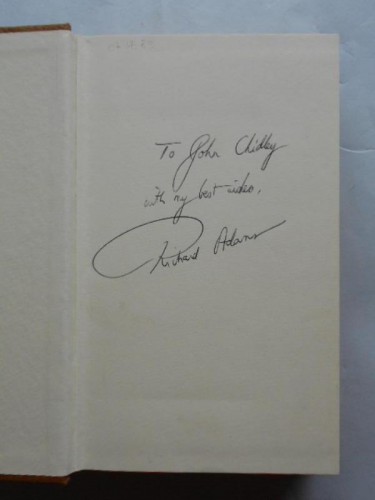 To John Chidley
with my best wishes,
Richard Adams